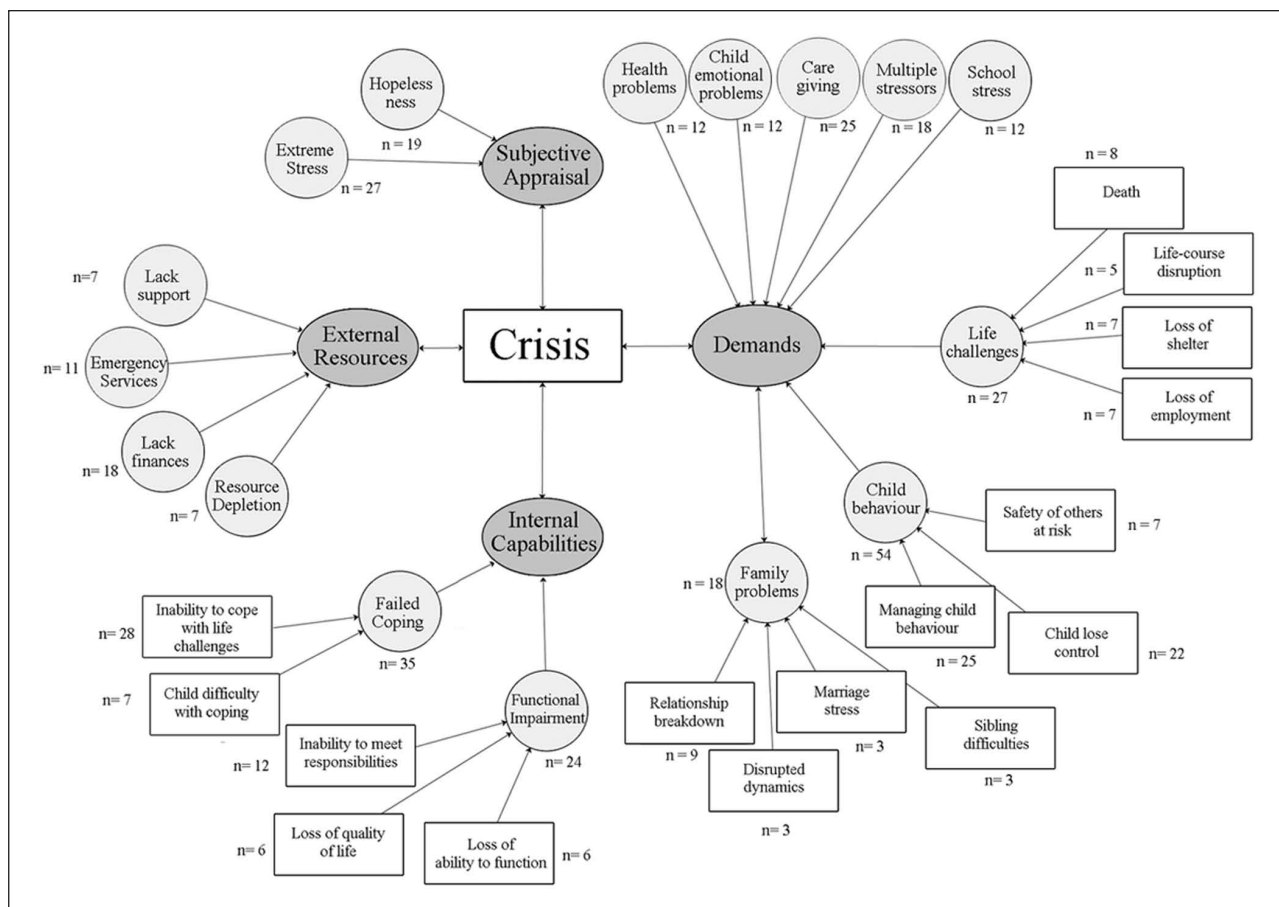 Hopeless
ness
n = 19
Extreme
Stress
n = 27
Subjective
Appraisal
Health
problems
n = 12
Child
emotional
problems
n = 12
Care
giving
n= 25
Multiple
stressors
n = 18
School
stress
n = 12
n = 8
Death
n = 5
Life-course
disruption
n = 7
Loss of
shelter
n = 7
Loss of
employment
Life
challenges
n = 27
n=7
Lack
support
n= 11
Emergency
Services
n= 18
Lack
finances
n= 7
Resource
Depletion
External
Resources
Crisis
Demands
Internal
Capabilities
Child
behaviour
n = 54
Safety of others
at risk
n = 7
Managing child
behaviour
n = 25
Child lose
control
n= 22
n= 18
Family
problems
Relationship
breakdown
n = 9
Disrupted
dynamics
n= 3
Marriage
stress
n= 3
Sibling
difficulties
n= 3
Failed
Coping
n= 35
n= 28
Inability to cope
with life
challenges
n= 7
Child difficulty
with coping
Functional
Impairment
n= 24
n= 12
Inability to meet
responsibilities
n= 6
Loss of quality
of life
Loss of
ability to function
n= 6